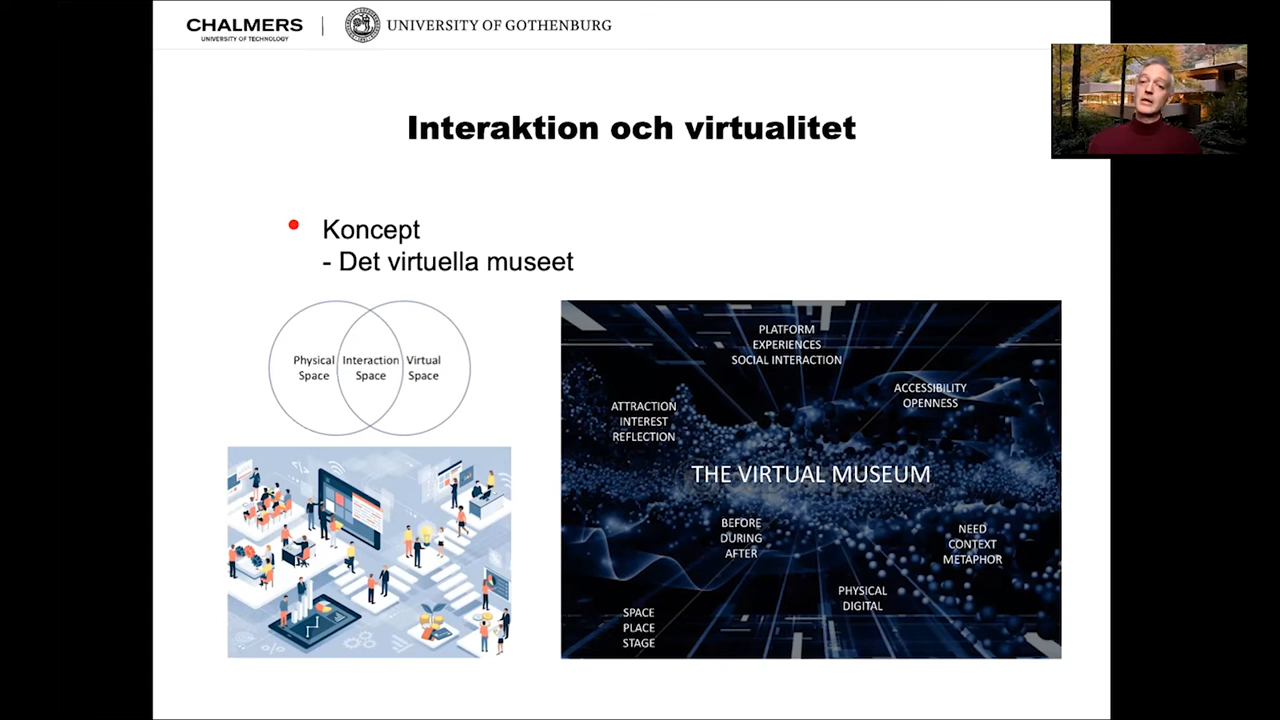 CHALMERS
UNIVERSITY OF TECHNOLOGY
UNIVERSITY OF GOTHENBURG
Interaktion och virtualitet
Koncept
- Det virtuella museet
Physical Space
Interaction Space
Virtual Space
PLATFORM
EXPERIENCES
SOCIAL INTERACTION
ACCESSIBILITY
OPENNESS
ATTRACTION
INTEREST
REFLECTION
THE VIRTUAL MUSEUM
BEFORE
DURING
AFTER
NEED
CONTEXT
METAPHOR
PHYSICAL
DIGITAL
SPACE
PLACE
STAGE